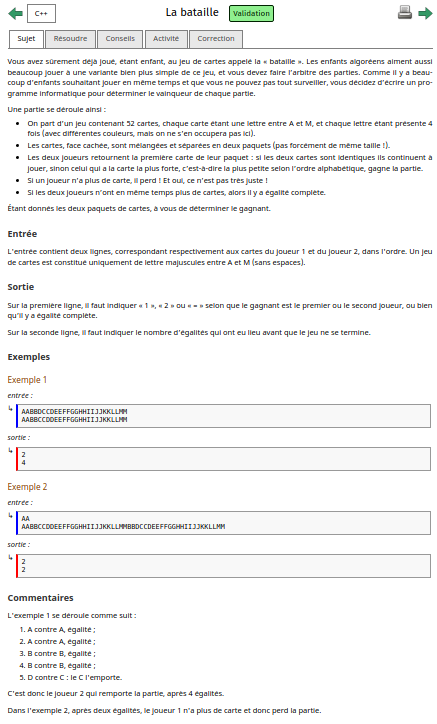 C++
La bataille
Validation
Sujet
Résoudre
Conseils
Activité
Correction
Vous avez sûrement déjà joué, étant enfant, au jeu de cartes appelé la « bataille ». Les enfants algoréens aiment aussi
beaucoup jouer à une variante bien plus simple de ce jeu, et vous devez faire l'arbitre des parties. Comme il y a beau-
coup d'enfants souhaitant jouer en même temps et que vous ne pouvez pas tout surveiller, vous décidez d'écrire un pro-
gramme informatique pour déterminer le vainqueur de chaque partie.
Une partie se déroule ainsi :
• On part d'un jeu contenant 52 cartes, chaque carte étant une lettre entre A et M, et chaque lettre étant présente 4
fois (avec différentes couleurs, mais on ne s'en occupera pas ici).
• Les cartes, face cachée, sont mélangées et séparées en deux paquets (pas forcément de même taille !).
• Les deux joueurs retournent la première carte de leur paquet : si les deux cartes sont identiques ils continuent à
jouer, sinon celui qui a la carte la plus forte, c'est-à-dire la plus petite selon l'ordre alphabétique, gagne la partie.
• Si un joueur n'a plus de carte, il perd ! Et oui, ce n'est pas très juste !
• Si les deux joueurs n'ont en même temps plus de cartes, alors il y a égalité complète.
Étant donnés les deux paquets de cartes, à vous de déterminer le gagnant.
Entrée
L'entrée contient deux lignes, correspondant respectivement aux cartes du joueur 1 et du joueur 2, dans l'ordre. Un jeu
de cartes est constitué uniquement de lettre majuscules entre A et M (sans espaces).
Sortie
Sur la première ligne, il faut indiquer « 1 », « 2 » ou « = » selon que le gagnant est le premier ou le second joueur, ou bien
qu'il y a égalité complète.
Sur la seconde ligne, il faut indiquer le nombre d'égalités qui ont eu lieu avant que le jeu ne se termine.
Exemples
Exemple 1
entrée :
AABBDCCDEEFFGGHHIIJJKKLLMM
AABBCCDDEEFFGGHHIIJJKKLLMM
sortie :
2
4
Exemple 2
entrée :
AA
AABBCCDDEEFFGGHHIIJJKKLLMMBBDCCDEEFFGGHHIIJJKKLLMM
sortie :
2
2
Commentaires
L'exemple 1 se déroule comme suit :
1. A contre A, égalité ;
2. A contre A, égalité ;
3. B contre B, égalité ;
4. B contre B, égalité ;
5. D contre C : le C l'emporte.
C'est donc le joueur 2 qui remporte la partie, après 4 égalités.
Dans l'exemple 2, après deux égalités, le joueur 1 n'a plus de carte et donc perd la partie.